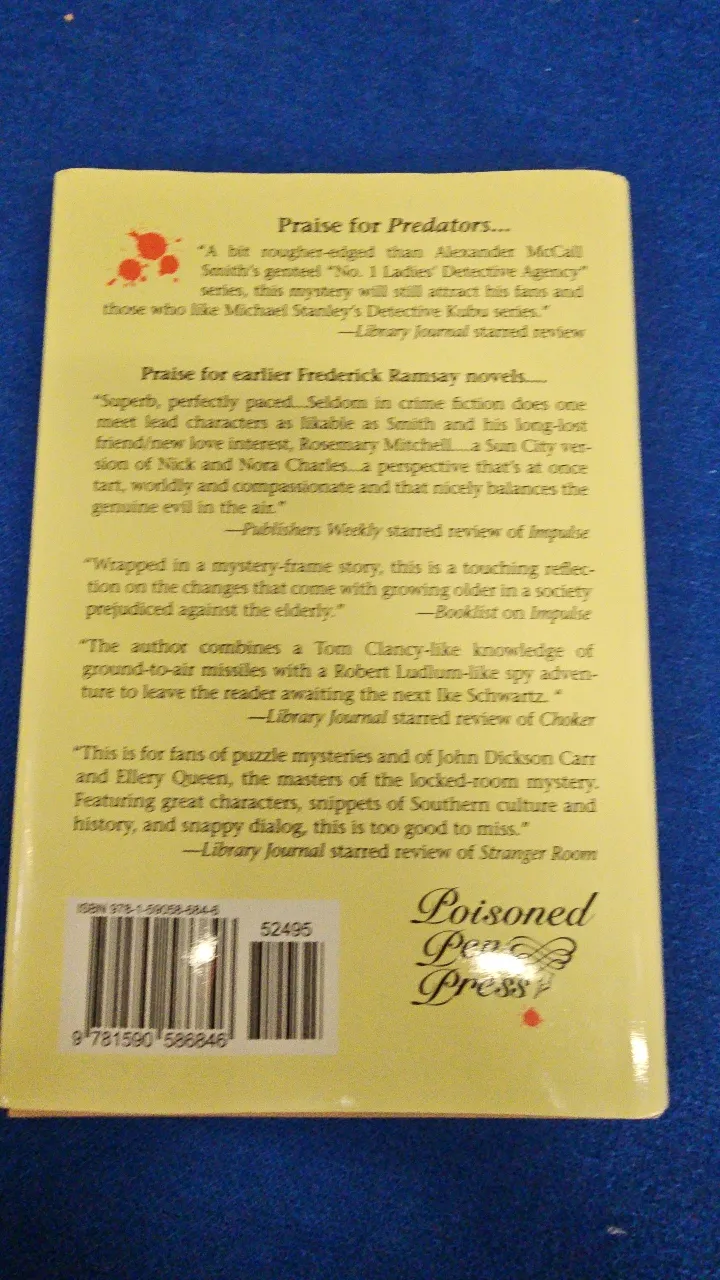 Praise for Predators...
"A bit rougher-edged than Alexander McCall
Smith's genteel "No. 1 Ladies' Detective Agency"
series, this mystery will still attract his fans and
those who like Michael Stanley's Detective Kubu series."
—Library Journal starred review
Praise for earlier Frederick Ramsay novels....
"Superb, perfectly paced...Seldom in crime fiction does one
meet lead characters as likable as Smith and his long-lost
friend/new love interest, Rosemary Mitchell....a Sun City ver-
sion of Nick and Nora Charles...a perspective that's at once
tart, worldly and compassionate and that nicely balances the
genuine evil in the air."
—Publishers Weekly starred review of Impulse
"Wrapped in a mystery-frame story, this is a touching reflec-
tion on the changes that come with growing older in a society
prejudiced against the elderly." —Booklist on Impulse
"The author combines a Tom Clancy-like knowledge of
ground-to-air missiles with a Robert Ludlum-like spy adven-
ture to leave the reader awaiting the next Ike Schwartz. "
—Library Journal starred review of Choker
"This is for fans of puzzle mysteries and of John Dickson Carr
and Ellery Queen, the masters of the locked-room mystery.
Featuring great characters, snippets of Southern culture and
history, and snappy dialog, this is too good to miss."
—Library Journal starred review of Stranger Room
ISBN 978-1-59058-684-6
52495
9 781590 586846
Poisoned
Pen
Press